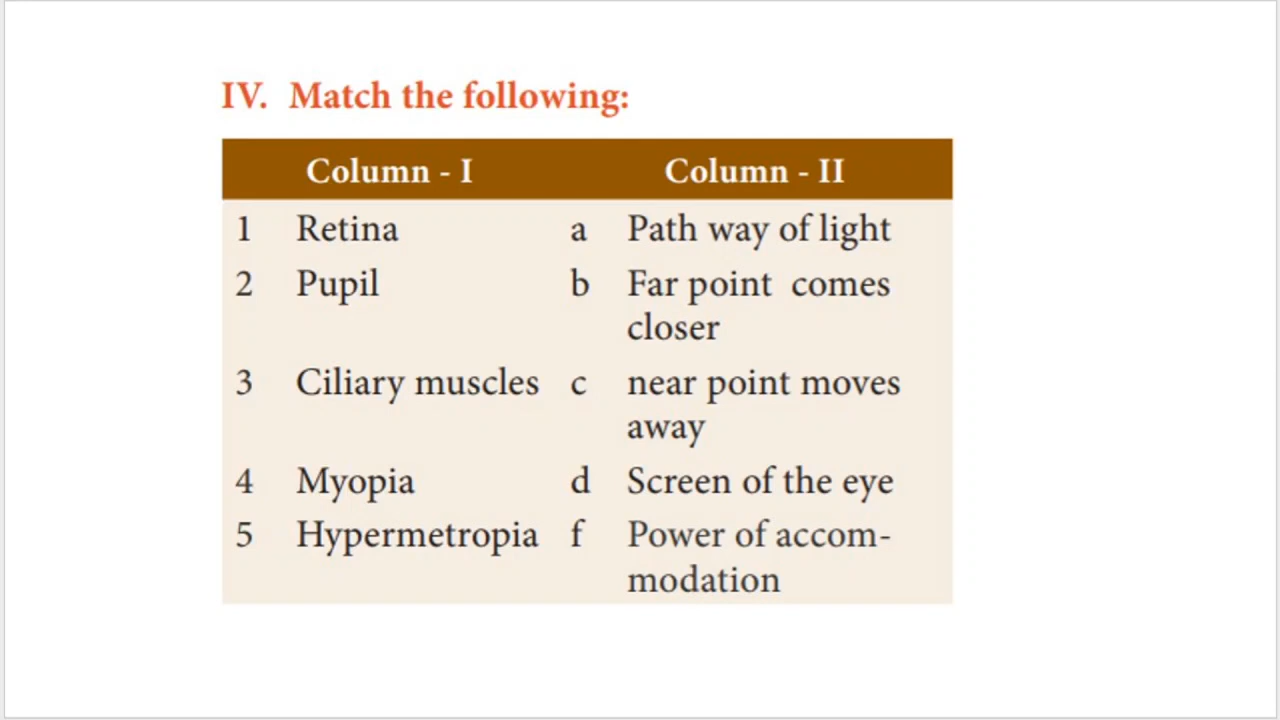 IV. Match the following:
Column - I Column - II
1 Retina a Path way of light
2 Pupil b Far point comes
closer
3 Ciliary muscles c near point moves
away
4 Myopia d Screen of the eye
5 Hypermetropia f Power of accom-
modation